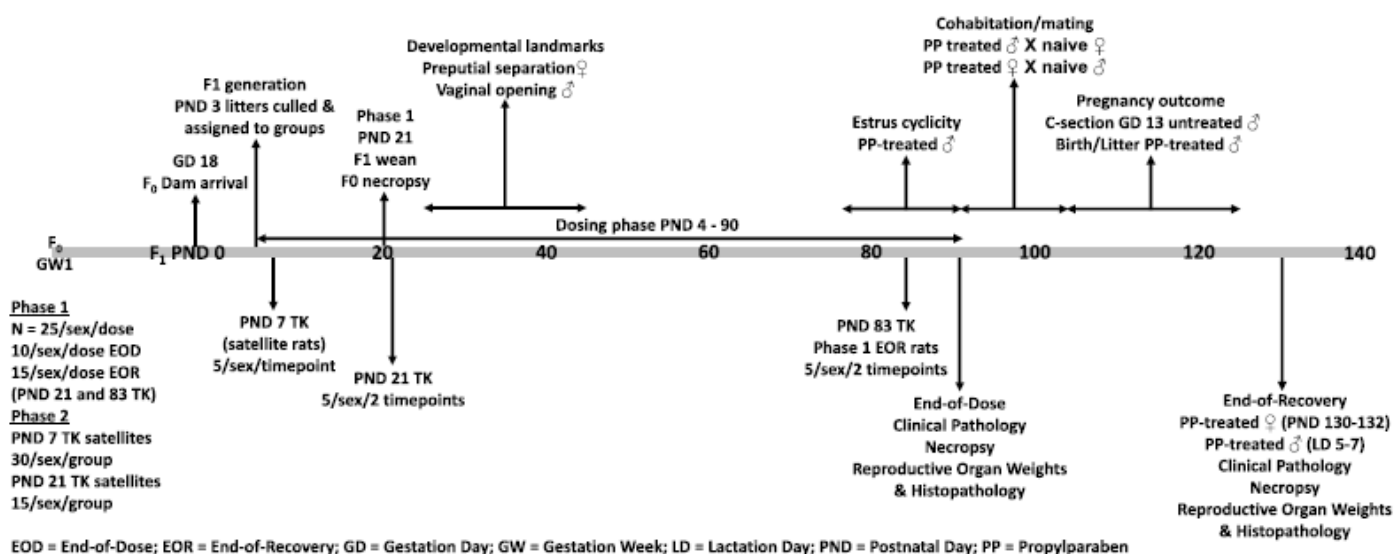 Cohabitation/mating
PP treated ♂ X naive ♀
PP treated ♀ X naive ♂
Developmental landmarks
Preputial separation♀
Vaginal opening ♂
F1 generation
PND 3 litters culled &
assigned to groups
Phase 1
PND 21
F1 wean
F0 necropsy
Pregnancy outcome
C-section GD 13 untreated ♂
Birth/Litter PP-treated ♂
Estrus cyclicity
PP-treated ♂
GD 18
F0 Dam arrival
Dosing phase PND 4 - 90
F0
GW1
F1 PND 0 20 40 60 80 100 120 140
Phase 1
N = 25/sex/dose
10/sex/dose EOD
15/sex/dose EOR
(PND 21 and 83 TK)
Phase 2
PND 7 TK satellites
30/sex/group
PND 21 TK satellites
15/sex/group
PND 7 TK
(satellite rats)
5/sex/timepoint
PND 21 TK
5/sex/2 timepoints
PND 83 TK
Phase 1 EOR rats
5/sex/2 timepoints
End-of-Dose
Clinical Pathology
Necropsy
Reproductive Organ Weights
& Histopathology
End-of-Recovery
PP-treated ♀ (PND 130-132)
PP-treated ♂ (LD 5-7)
Clinical Pathology
Necropsy
Reproductive Organ Weights
& Histopathology
EOD = End-of-Dose; EOR = End-of-Recovery; GD = Gestation Day; GW = Gestation Week; LD = Lactation Day; PND = Postnatal Day; PP = Propylparaben